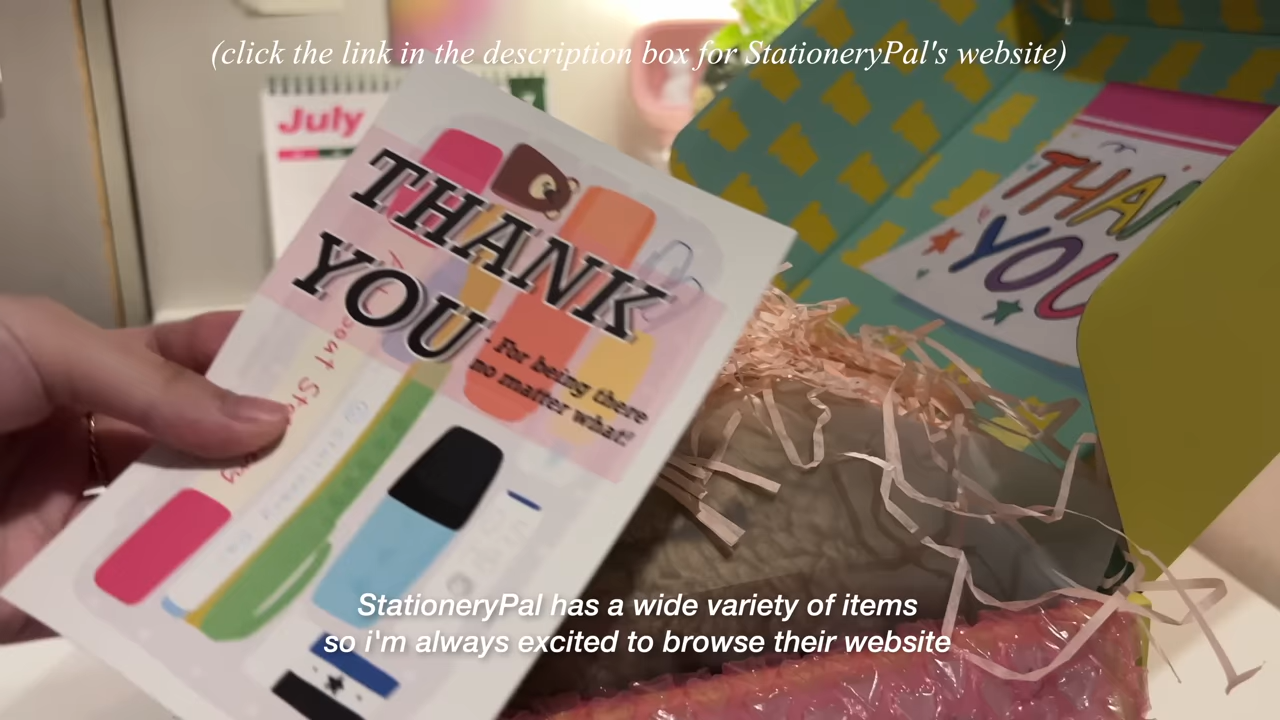 (click the link in the description box for StationeryPal's website)
July
THANK
YOU
- For being there
no matter what!
THAN
YOU
StationeryPal has a wide variety of items
so i'm always excited to browse their website